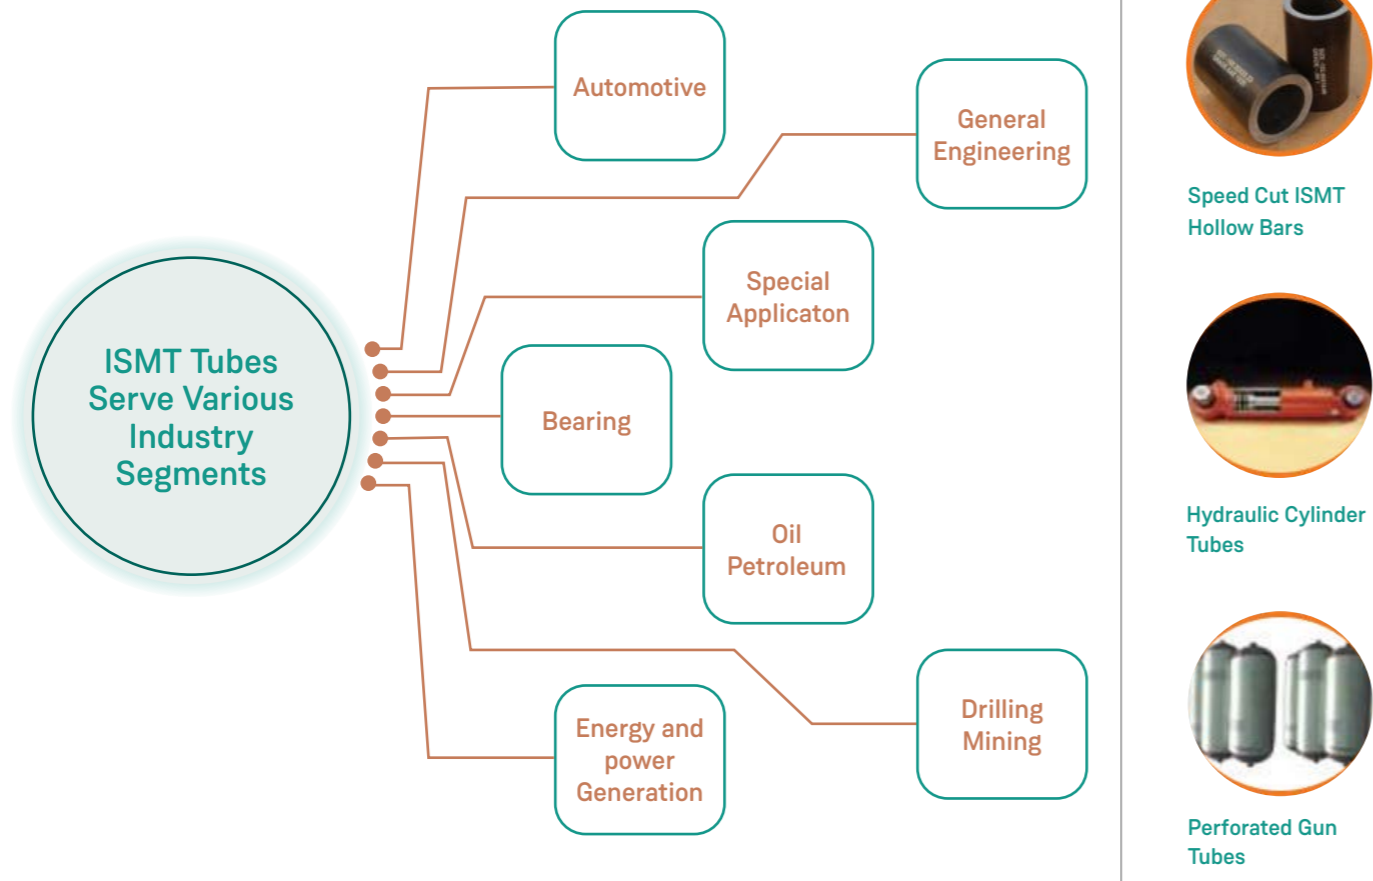 ISMT Tubes
Serve Various
Industry
Segments
Automotive
General
Engineering
Special
Applicaton
Bearing
Oil
Petroleum
Drilling
Mining
Energy and
power
Generation
Speed Cut ISMT
Hollow Bars
Hydraulic Cylinder
Tubes
Perforated Gun
Tubes